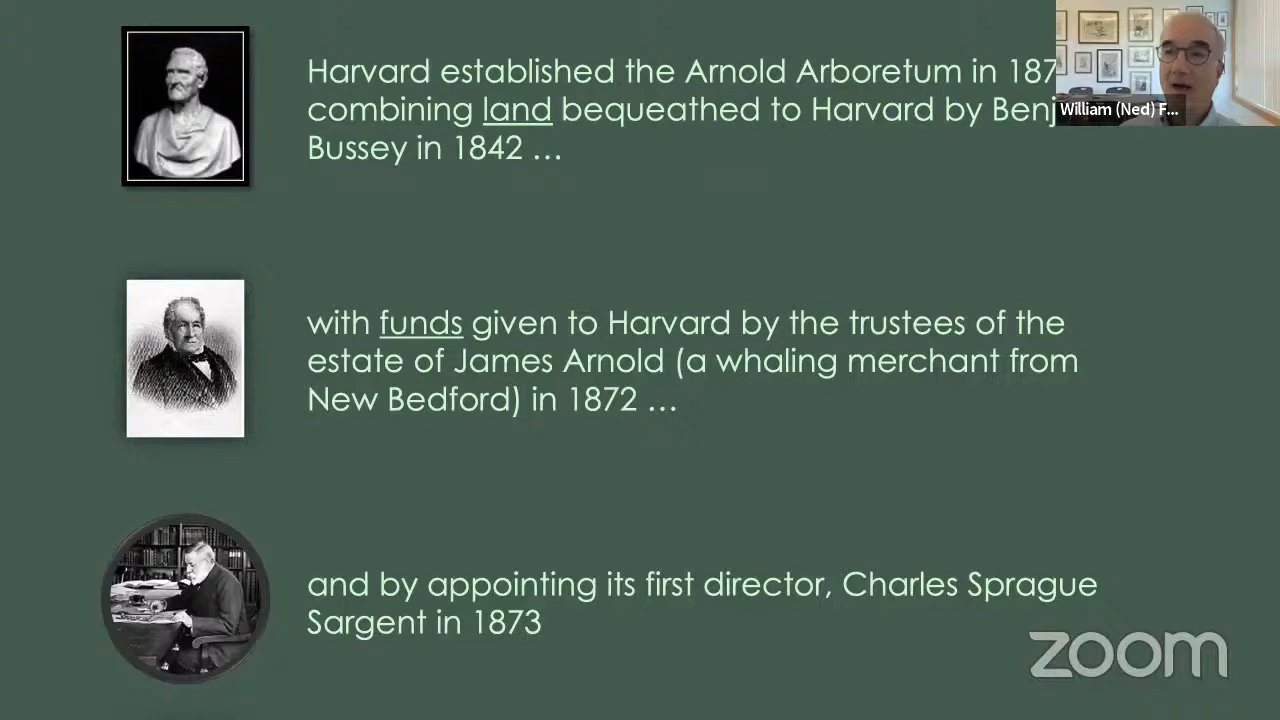 Harvard established the Arnold Arboretum in 187
combining land bequeathed to Harvard by Benj
Bussey in 1842 …
William (Ned) F...
with funds given to Harvard by the trustees of the
estate of James Arnold (a whaling merchant from
New Bedford) in 1872 …
and by appointing its first director, Charles Sprague
Sargent in 1873
zoom